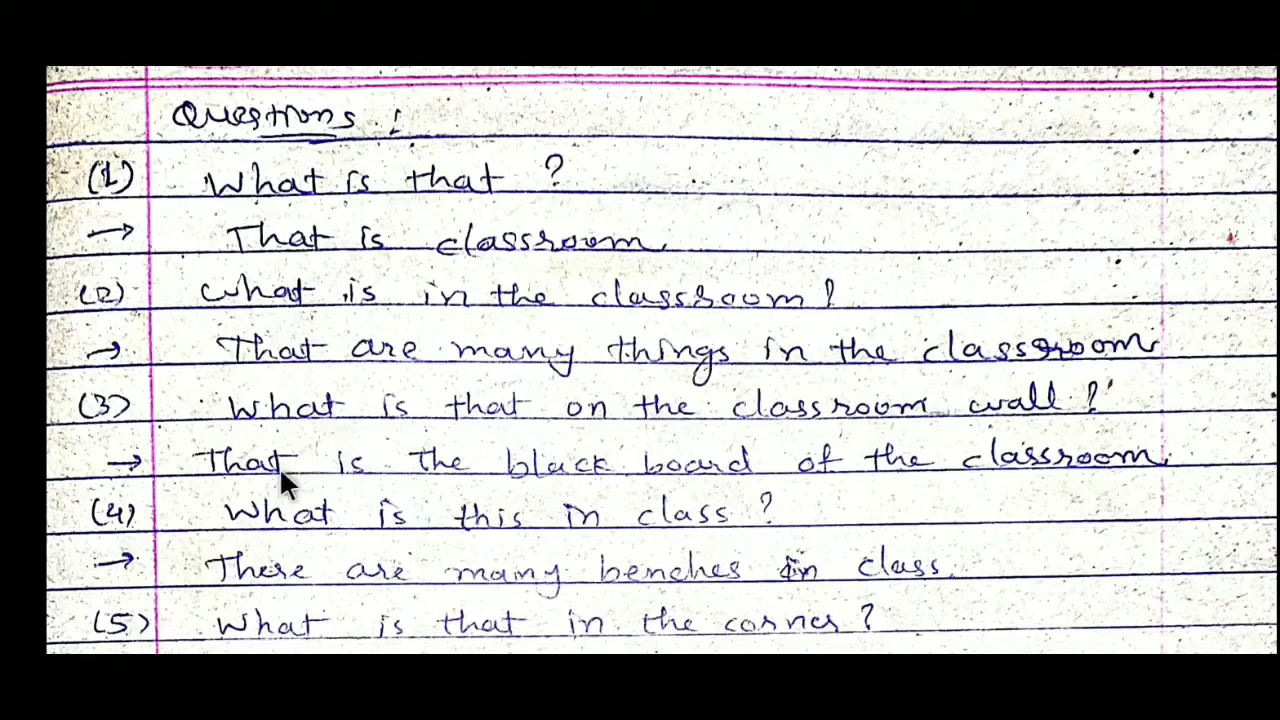 Questions :
(1) What is that ?
→ That is classroom.
(2) What is in the classroom?
→ That are many things in the classroom
(3) What is that on the classroom wall?
→ That is the black board of the classroom.
(4) What is this in class ?
→ There are many benches in class.
(5) What is that in the corner ?